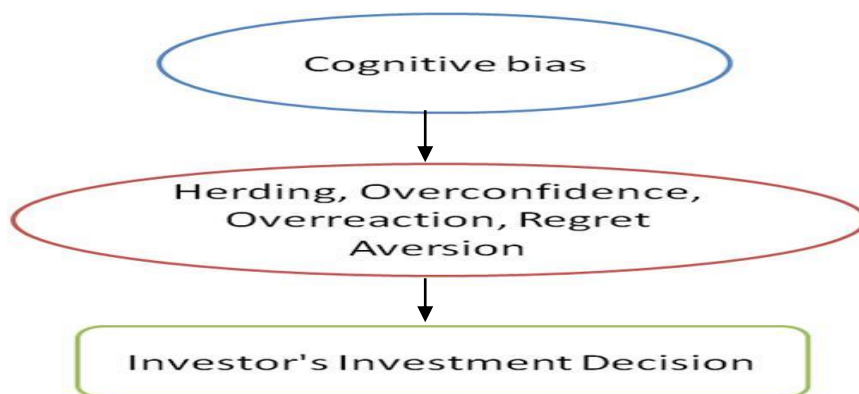 Cognitive bias
Herding, Overconfidence,
Overreaction, Regret
Aversion
Investor's Investment Decision